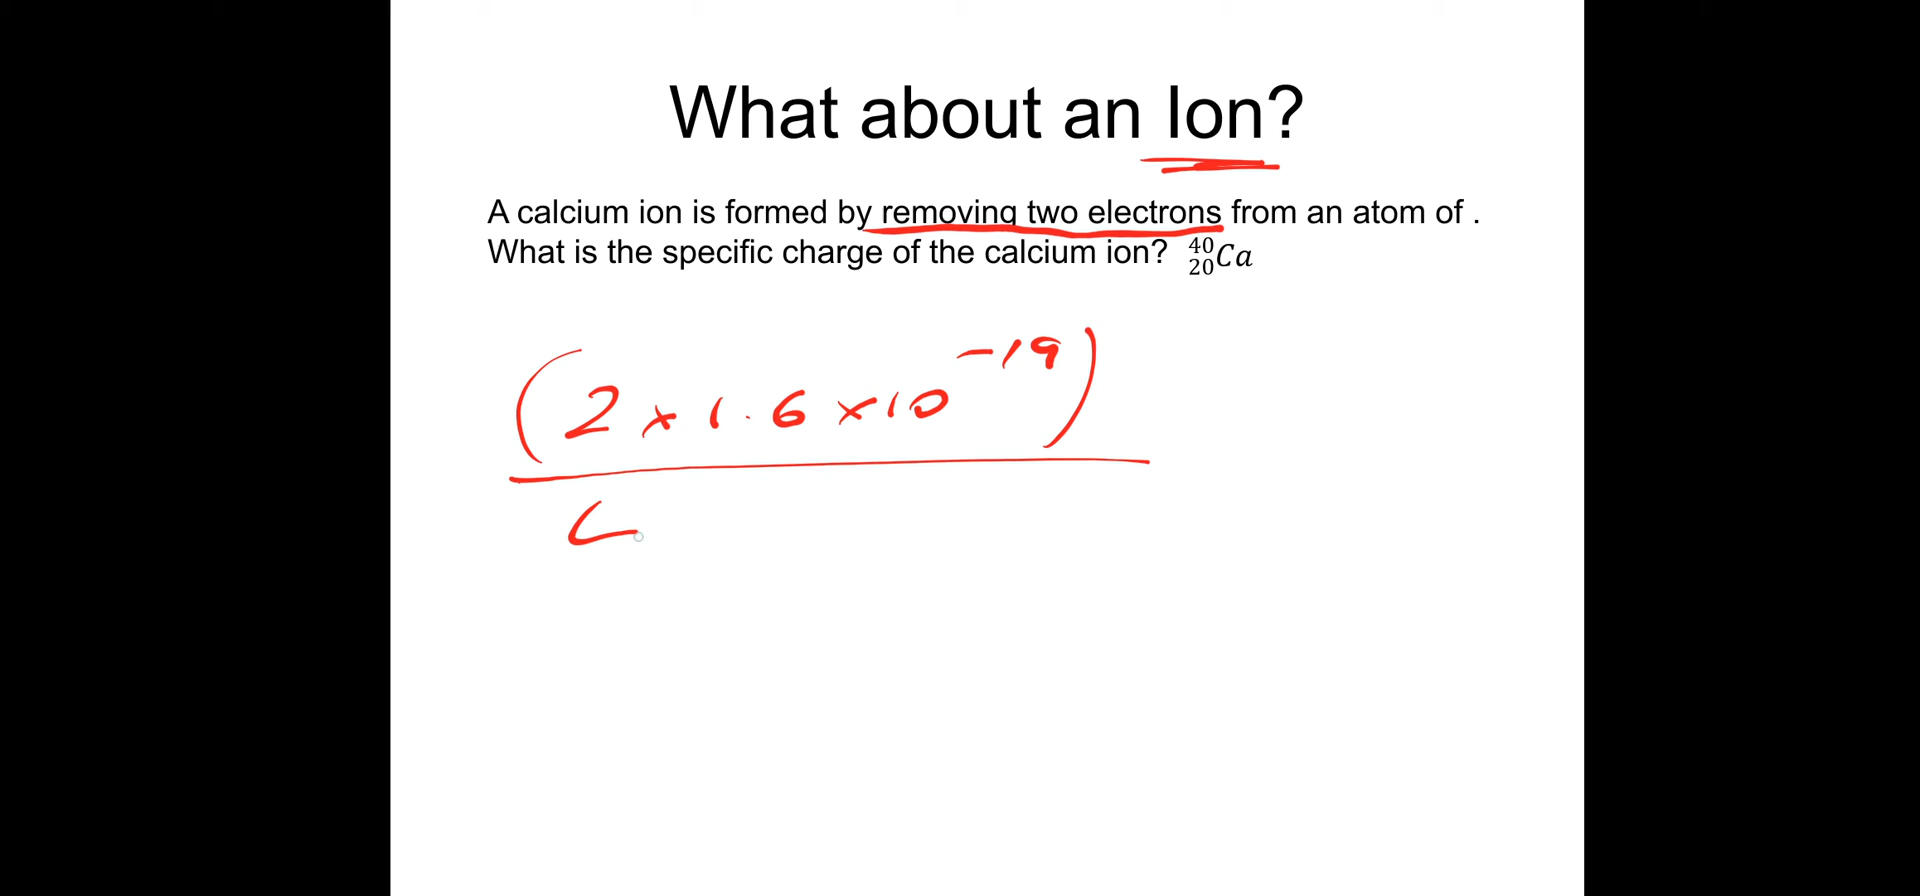 What about an Ion?
A calcium ion is formed by removing two electrons from an atom of .
What is the specific charge of the calcium ion? ⁴⁰₂₀Ca
(2 × 1.6 × 10⁻¹⁹)